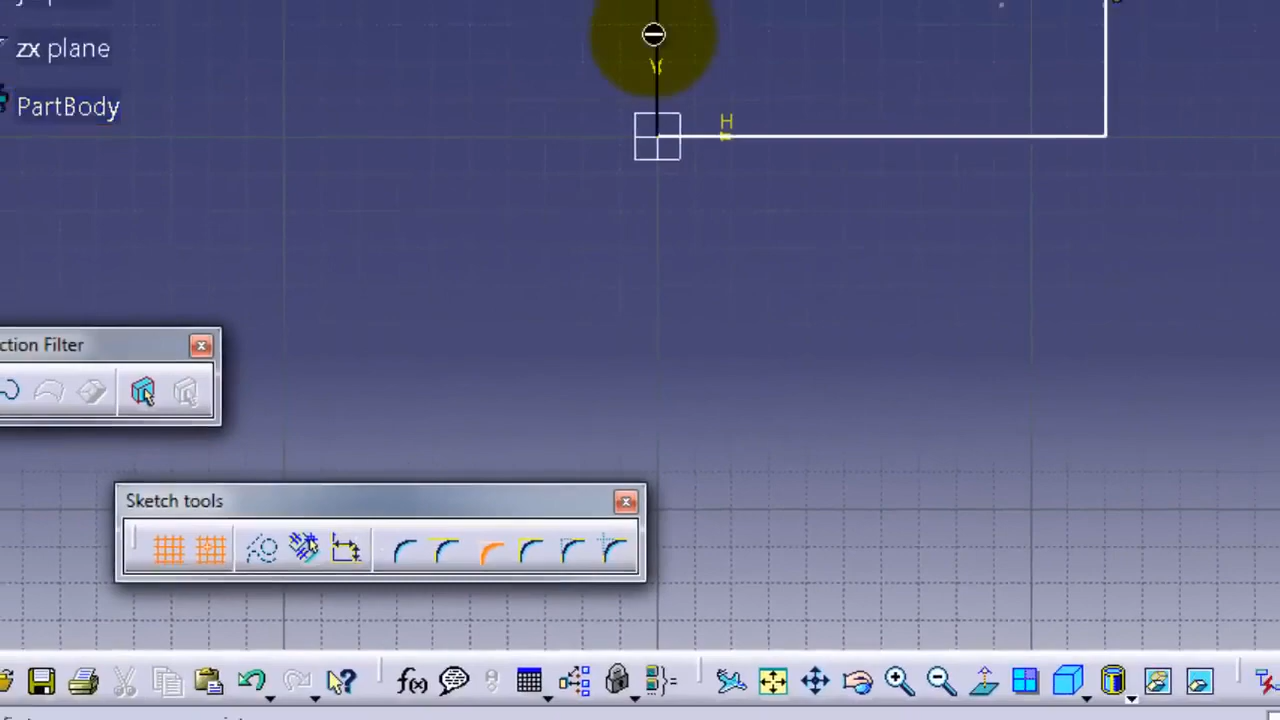 zx plane
PartBody
V
H
ction Filter
Sketch tools
f(x)